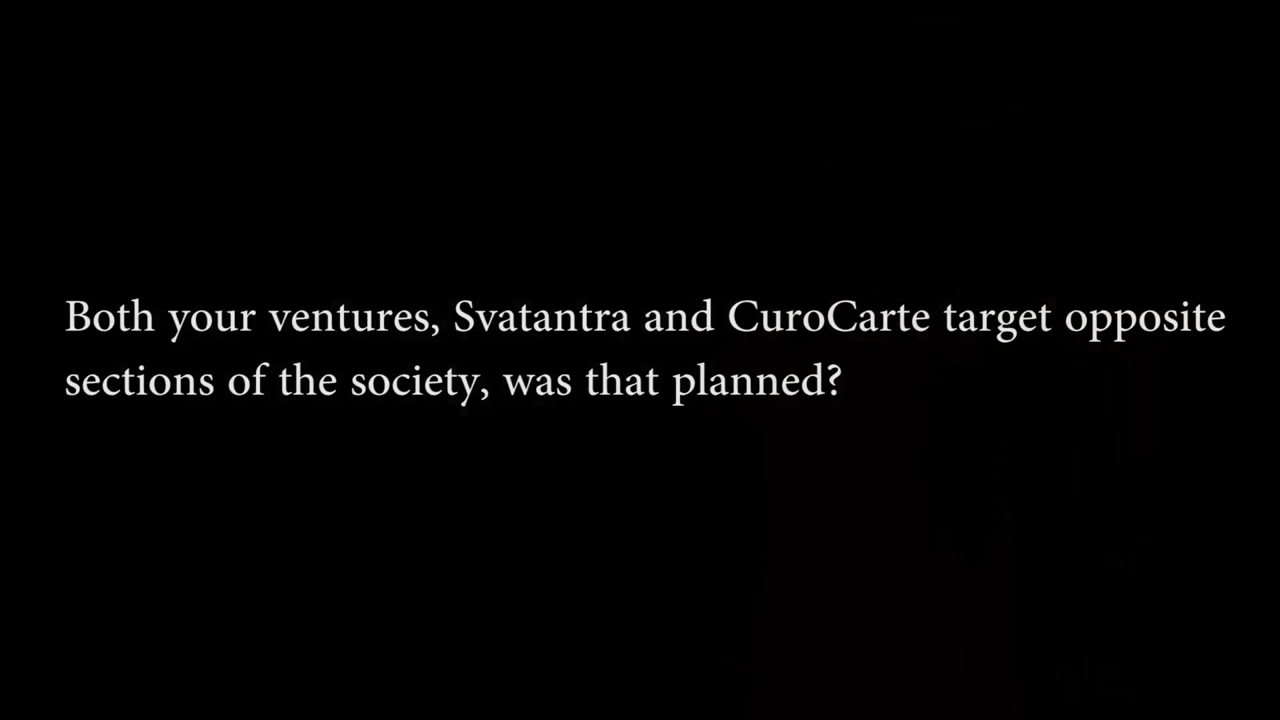 Both your ventures, Svatantra and CuroCarte target opposite
sections of the society, was that planned?